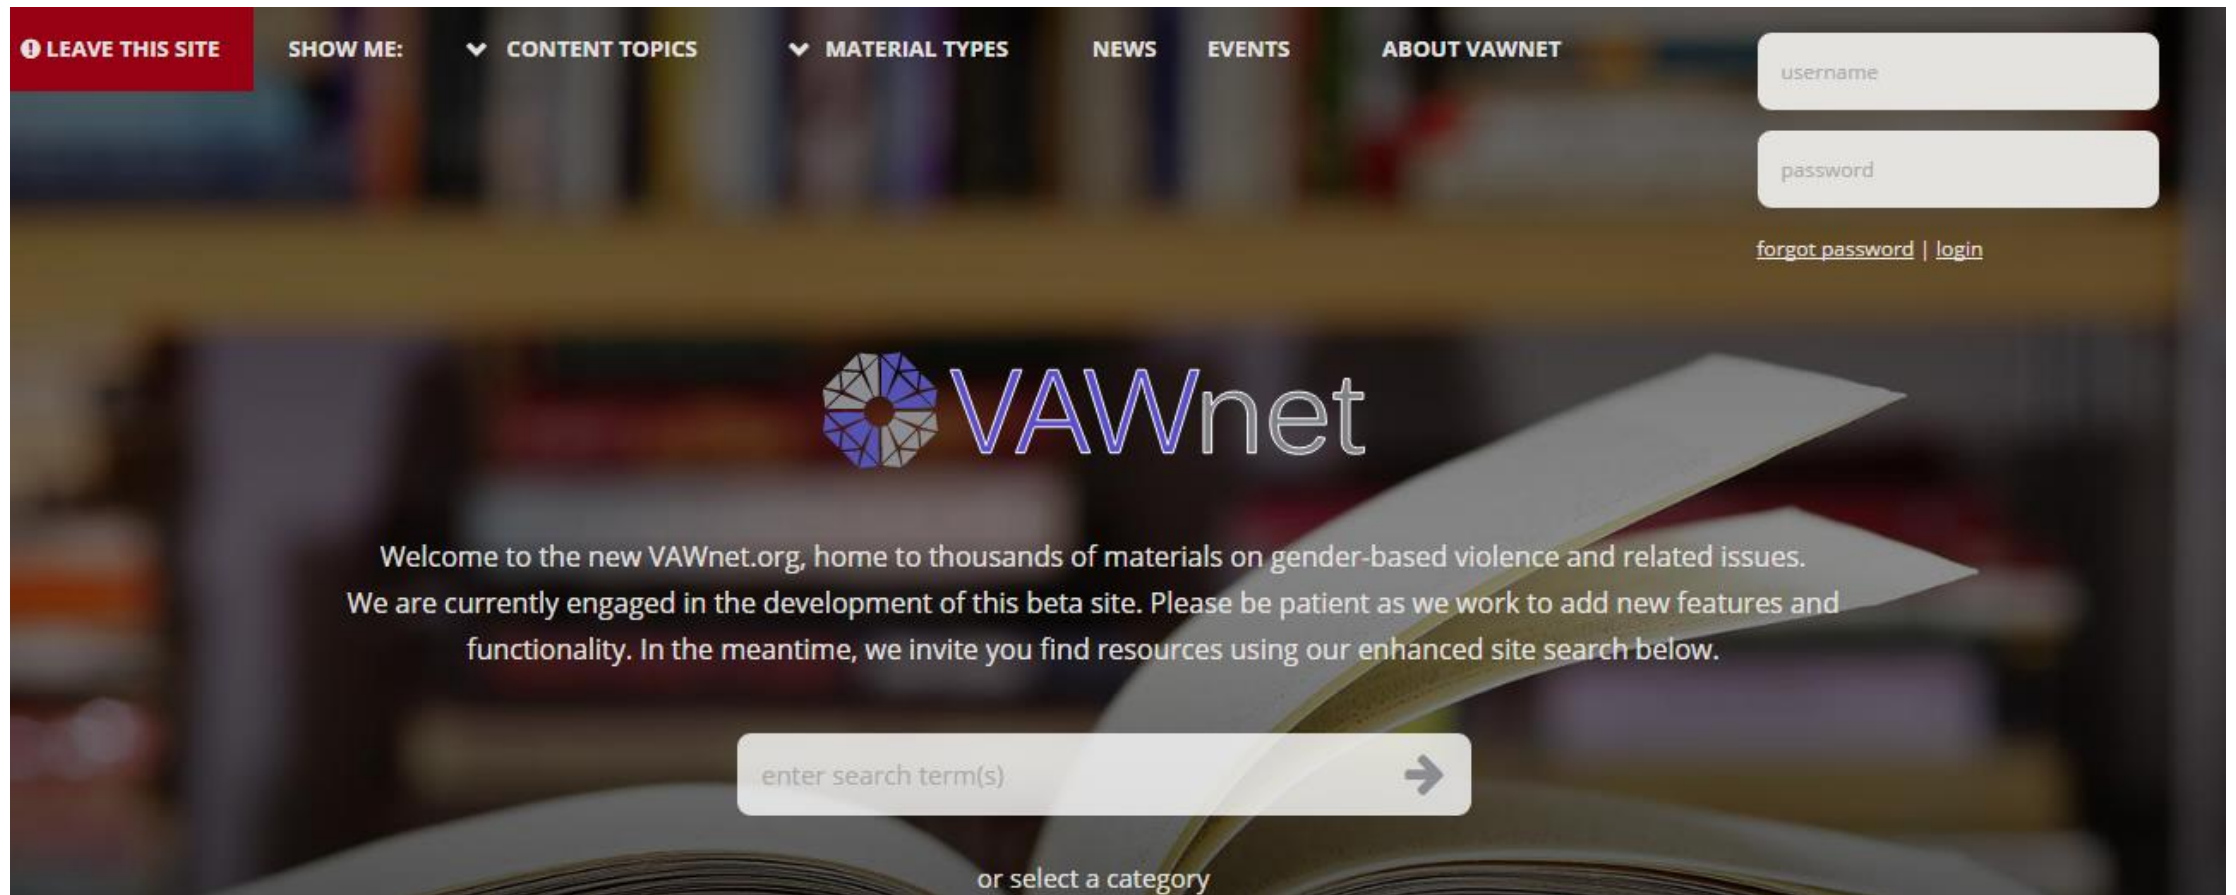 LEAVE THIS SITE
SHOW ME:
CONTENT TOPICS
MATERIAL TYPES
NEWS
EVENTS
ABOUT VAWNET
username
password
forgot password | login
VAWnet
Welcome to the new VAWnet.org, home to thousands of materials on gender-based violence and related issues.
We are currently engaged in the development of this beta site. Please be patient as we work to add new features and
functionality. In the meantime, we invite you find resources using our enhanced site search below.
enter search term(s)
or select a category